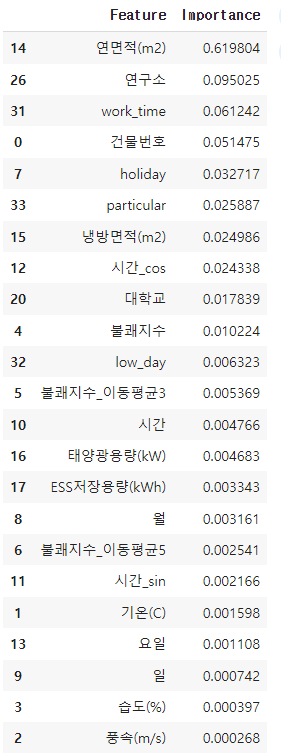 Feature Importance
14 연면적(m2) 0.619804
26 연구소 0.095025
31 work_time 0.061242
0 건물번호 0.051475
7 holiday 0.032717
33 particular 0.025887
15 냉방면적(m2) 0.024986
12 시간_cos 0.024338
20 대학교 0.017839
4 불쾌지수 0.010224
32 low_day 0.006323
5 불쾌지수_이동평균3 0.005369
10 시간 0.004766
16 태양광용량(kW) 0.004683
17 ESS저장용량(kWh) 0.003343
8 월 0.003161
6 불쾌지수_이동평균5 0.002541
11 시간_sin 0.002166
1 기온(C) 0.001598
13 요일 0.001108
9 일 0.000742
3 습도(%) 0.000397
2 풍속(m/s) 0.000268